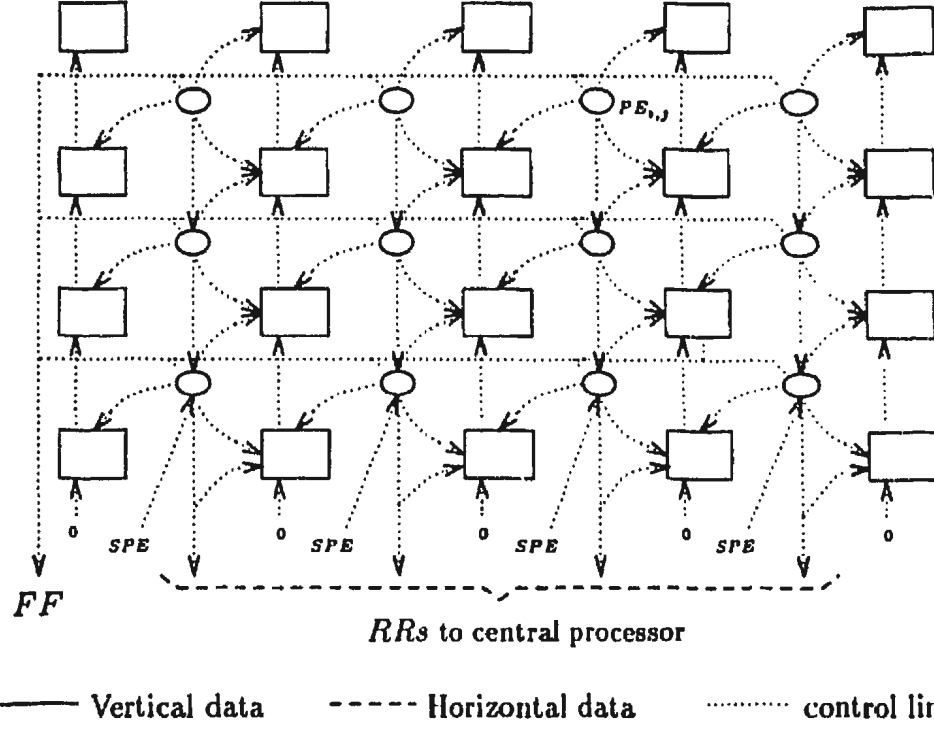 PEi,j
0 SPE 0 SPE 0 SPE 0 SPE 0
FF
RRs to central processor
Vertical data Horizontal data control lin